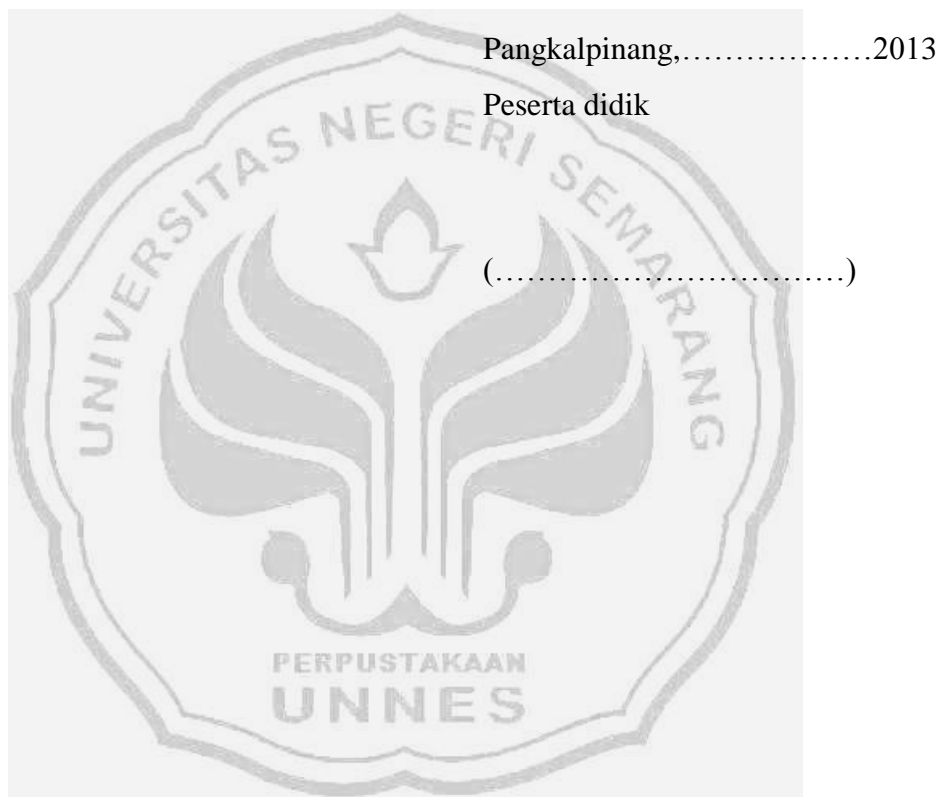 Pangkalpinang,………………2013
Peserta didik
(……………………………)
UNIVERSITAS NEGERI SEMARANG
PERPUSTAKAAN
UNNES